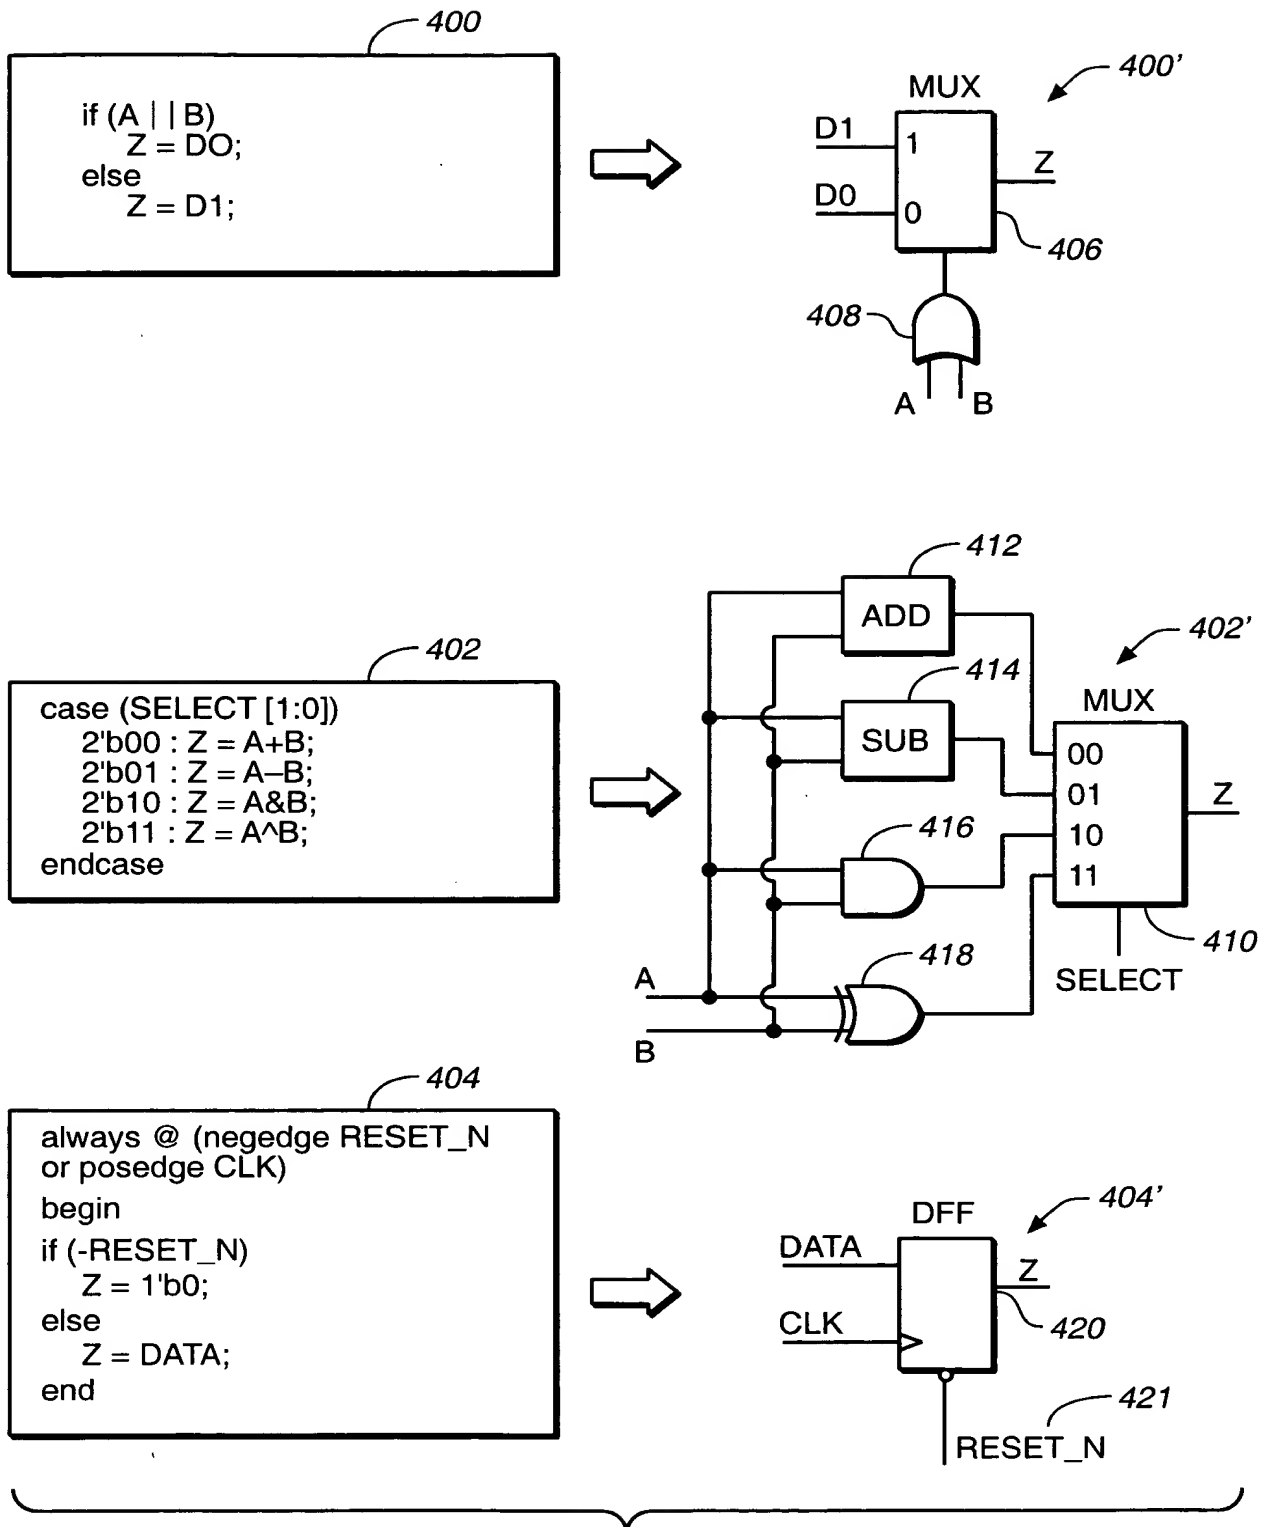 400
if (A || B)
Z = DO;
else
Z = D1;
400'
MUX
D1
1
Z
D0
0
406
408
A
B
402
case (SELECT [1:0])
2'b00 : Z = A+B;
2'b01 : Z = A–B;
2'b10 : Z = A&B;
2'b11 : Z = A^B;
endcase
412
ADD
402'
414
MUX
SUB
00
01
Z
416
10
11
410
418
SELECT
A
B
404
always @ (negedge RESET_N
or posedge CLK)
begin
if (-RESET_N)
Z = 1'b0;
else
Z = DATA;
end
404'
DFF
DATA
Z
CLK
420
421
RESET_N